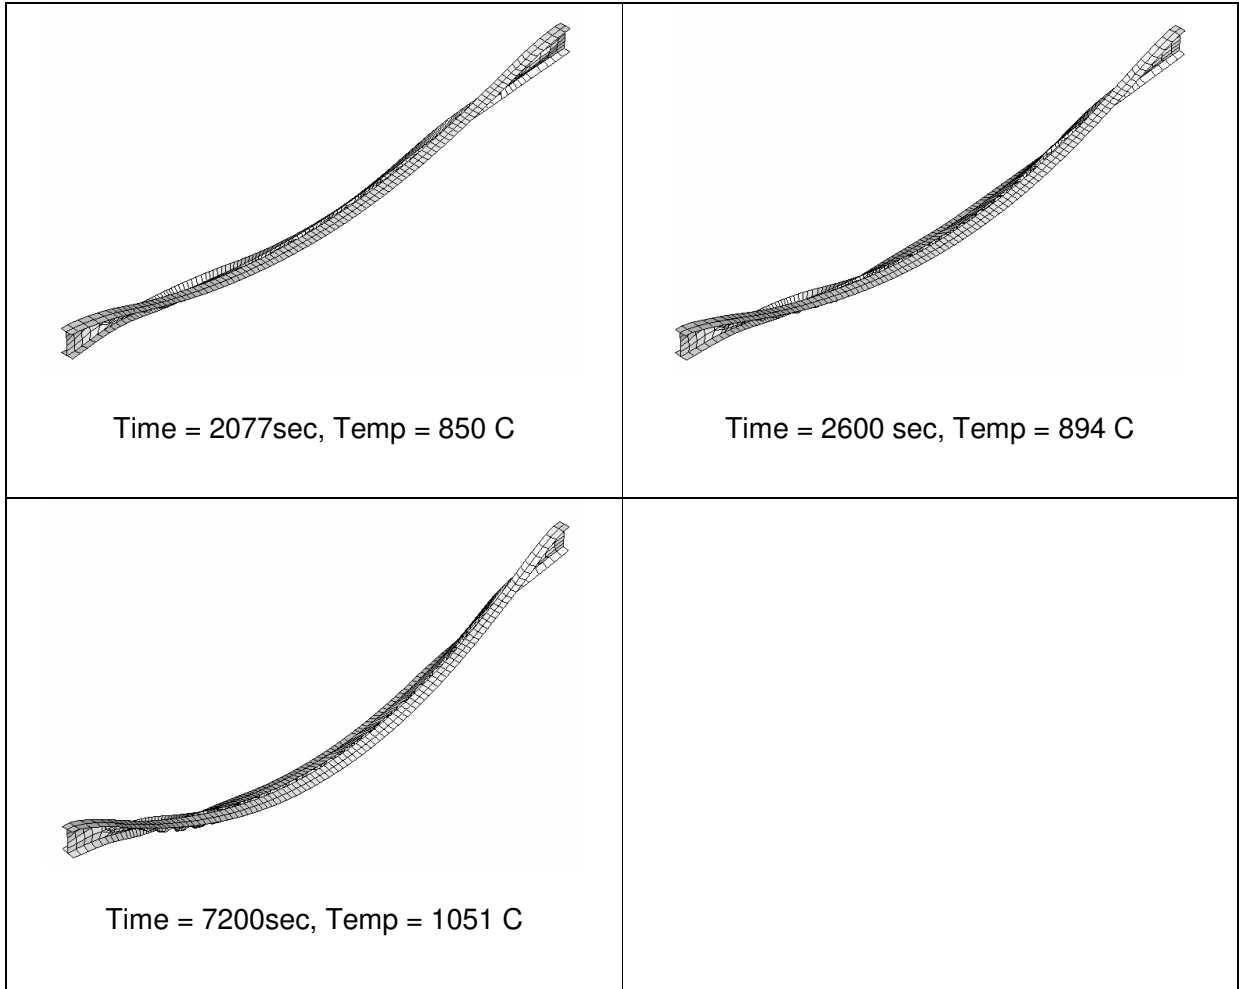 Time = 2077sec, Temp = 850 C
Time = 2600 sec, Temp = 894 C
Time = 7200sec, Temp = 1051 C